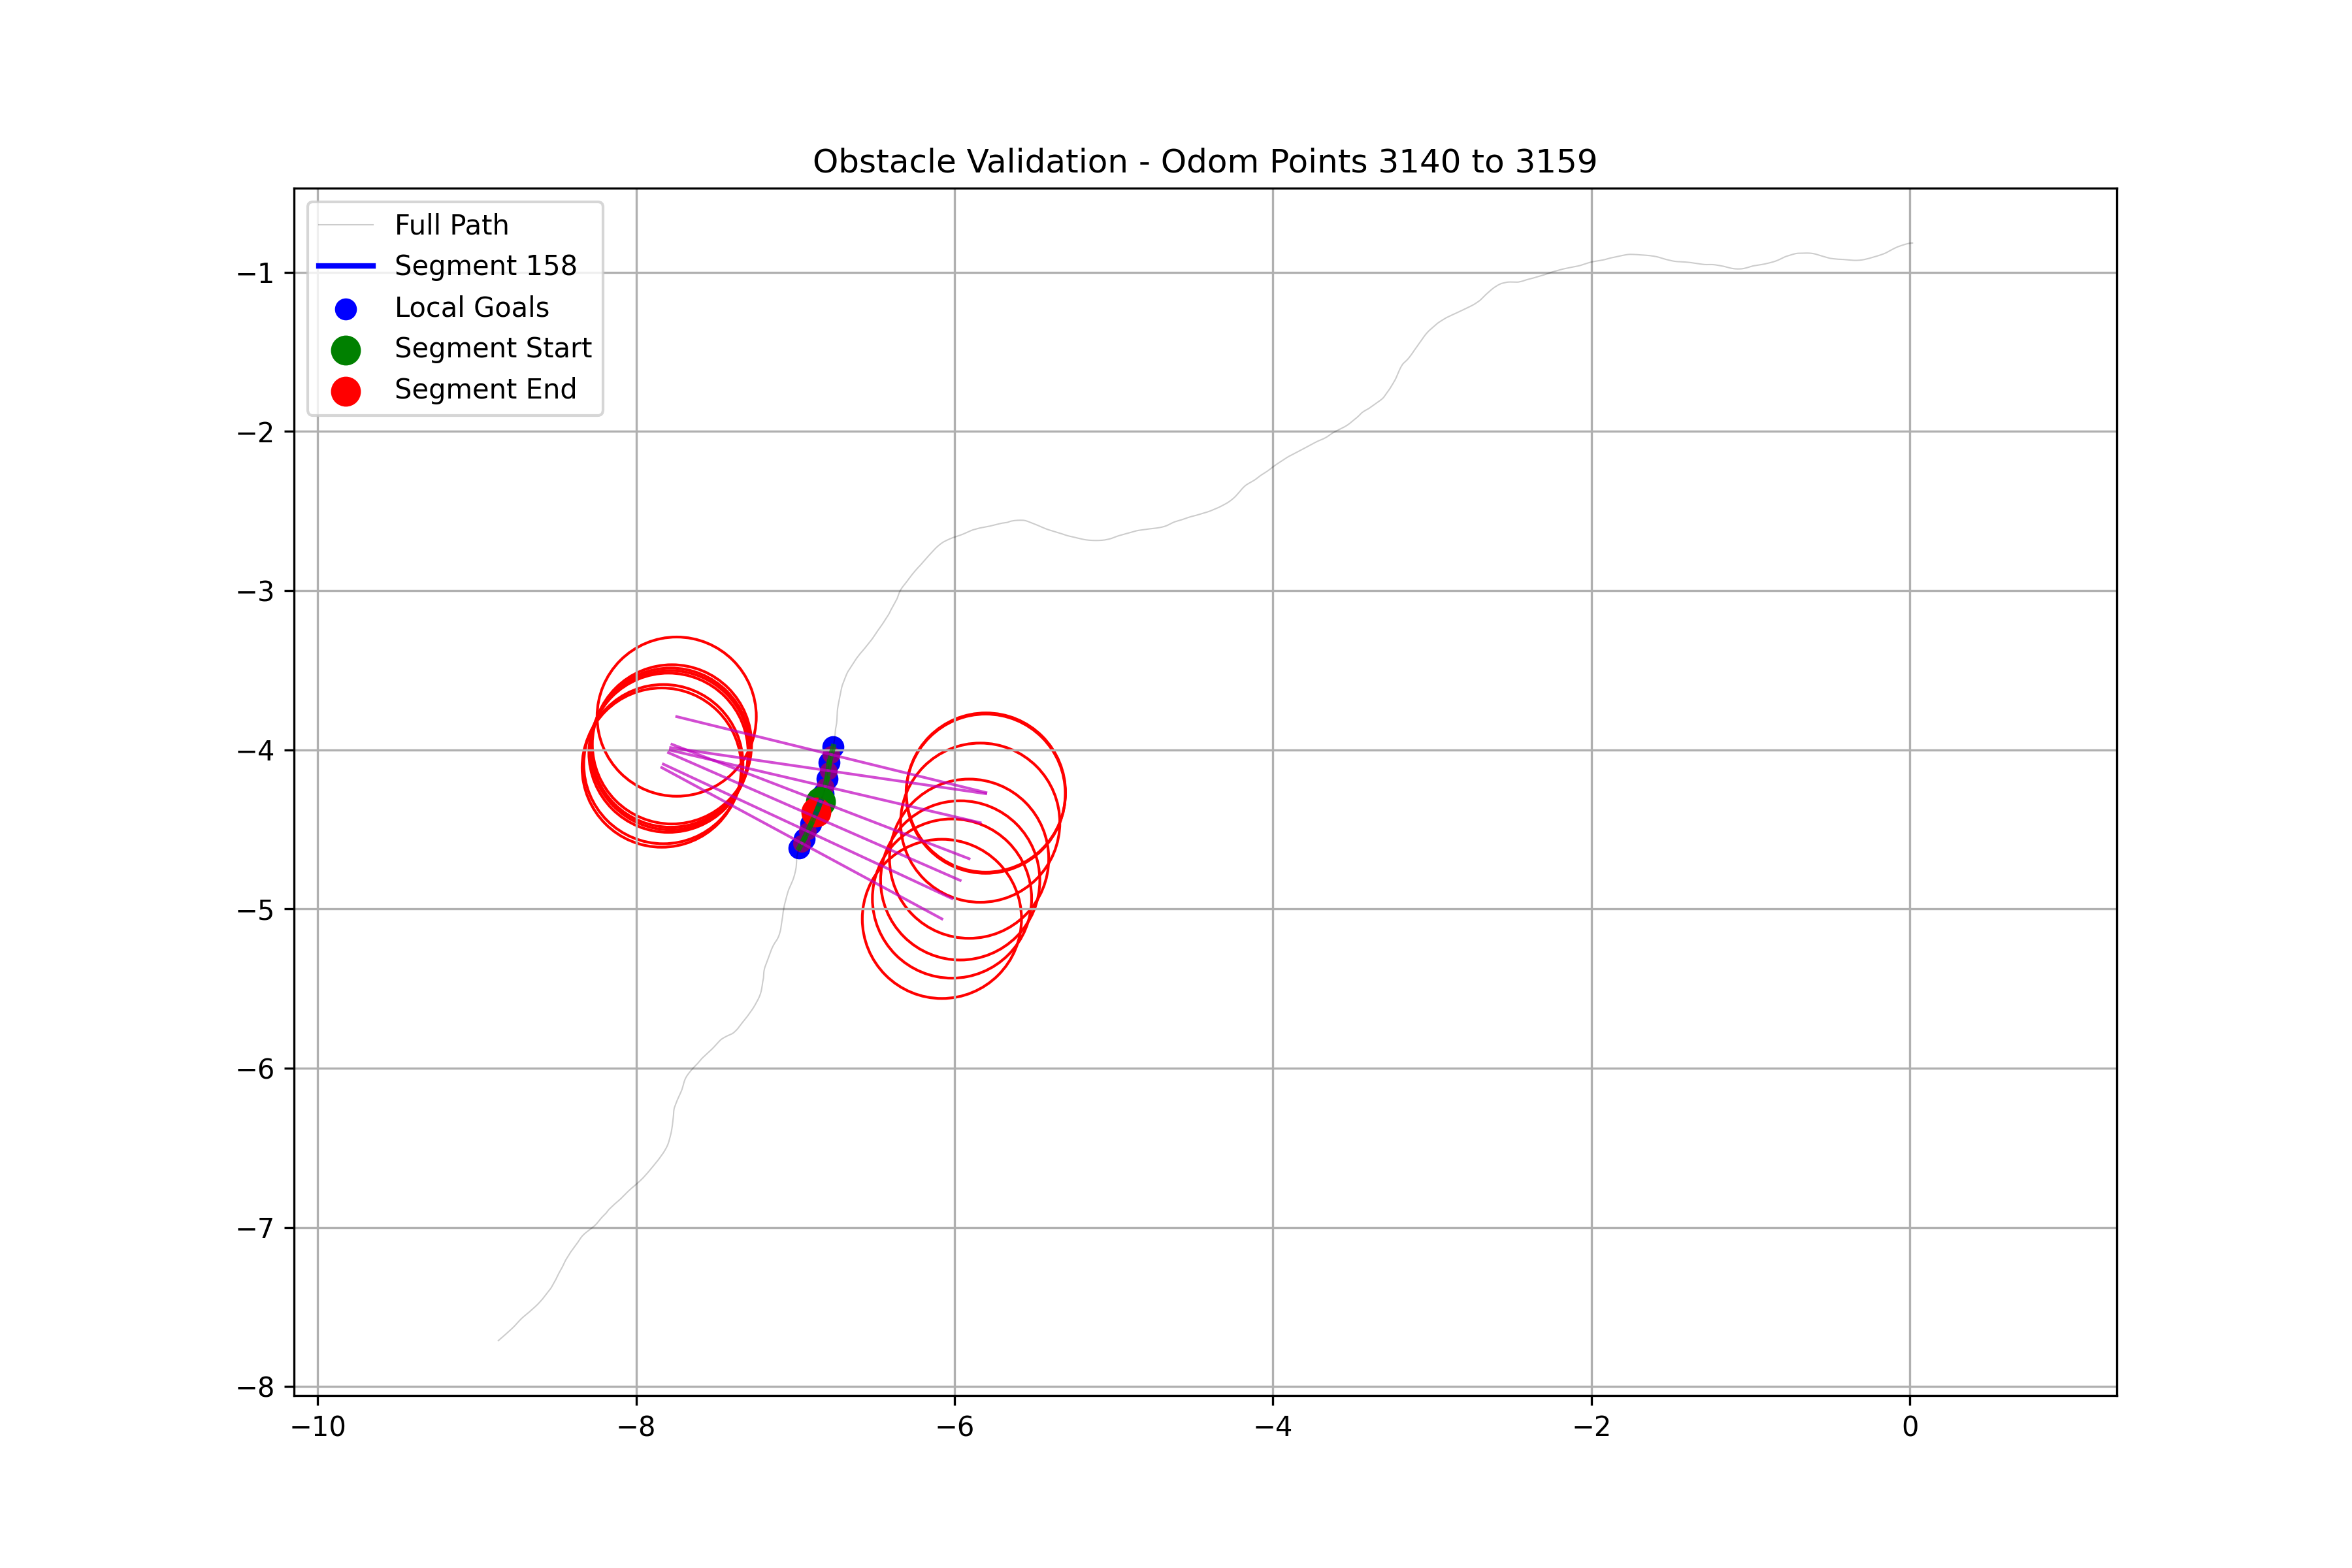 Obstacle Validation - Odom Points 3140 to 3159
Full Path
Segment 158
Local Goals
Segment Start
Segment End
−1
−2
−3
−4
−5
−6
−7
−8
−10
−8
−6
−4
−2
0